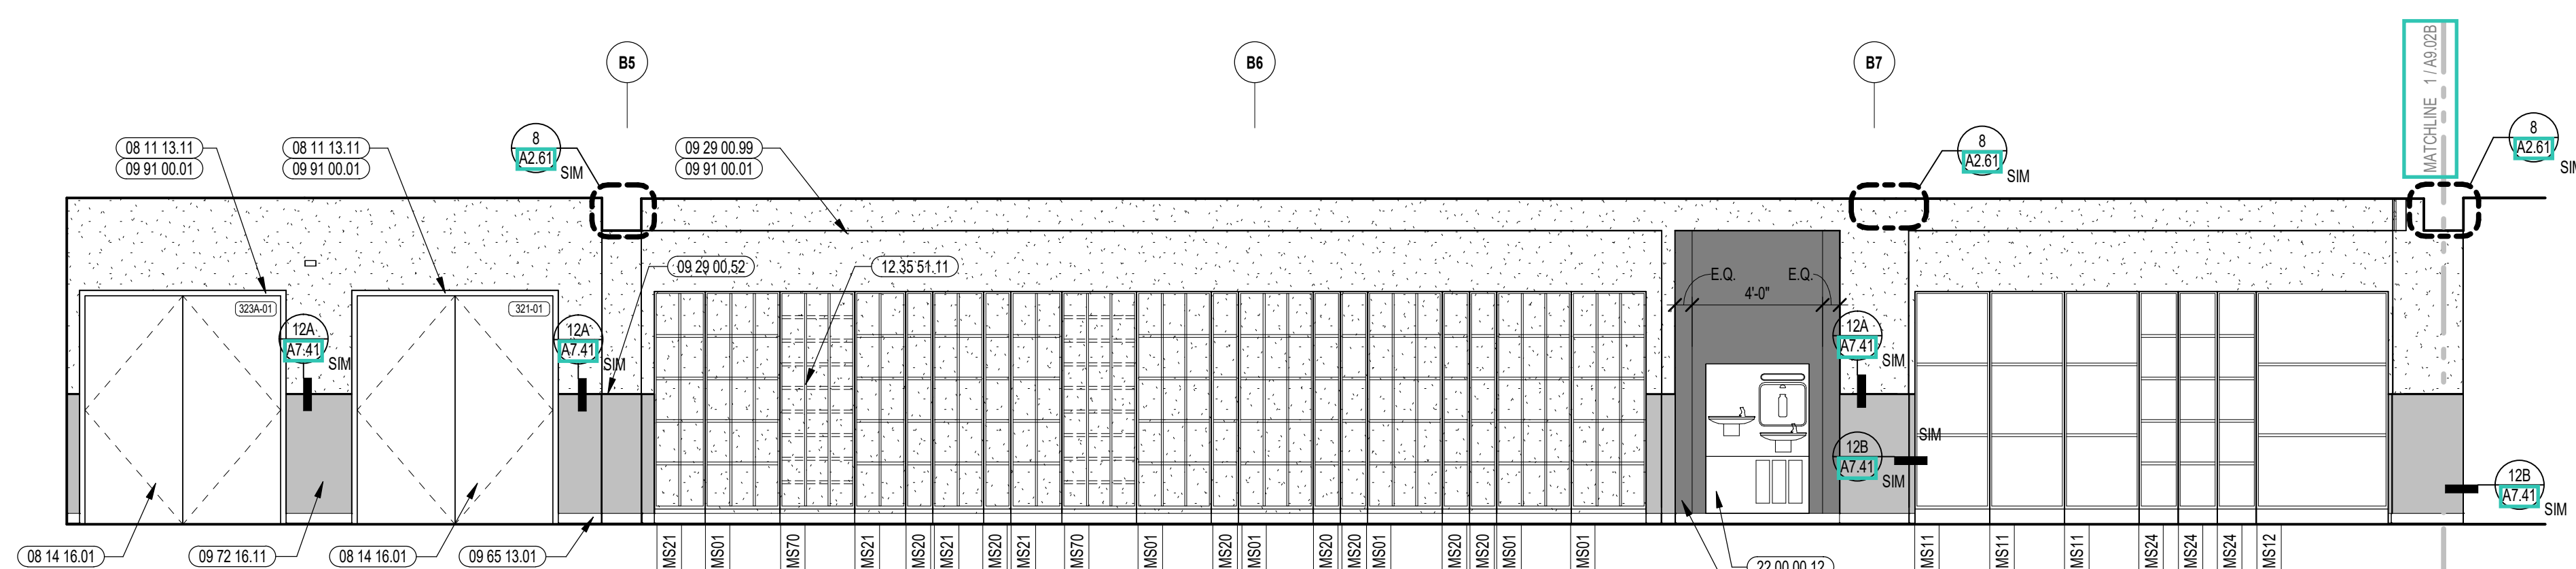 MATCHLINE 1 / A9.02B
B5
B6
B7
8
A2.61
SIM
8
A2.61
SIM
8
A2.61
08 11 13.11
09 91 00.01
08 11 13.11
09 91 00.01
09 29 00.99
09 91 00.01
09 29 00.52
12 35 51.11
E.Q.
E.Q.
4'-0"
323A-01
321-01
12A
A7.41
SIM
12A
A7.41
SIM
12A
A7.41
SIM
SIM
12B
A7.41
SIM
12B
A7.41
SIM
08 14 16.01
09 72 16.11
08 14 16.01
09 65 13.01
MS21
MS01
MS70
MS21
MS20
MS21
MS20
MS21
MS70
MS01
MS20
MS01
MS20
MS20
MS01
MS20
MS20
MS01
MS01
22 00 00.12
MS11
MS11
MS11
MS24
MS24
MS24
MS12